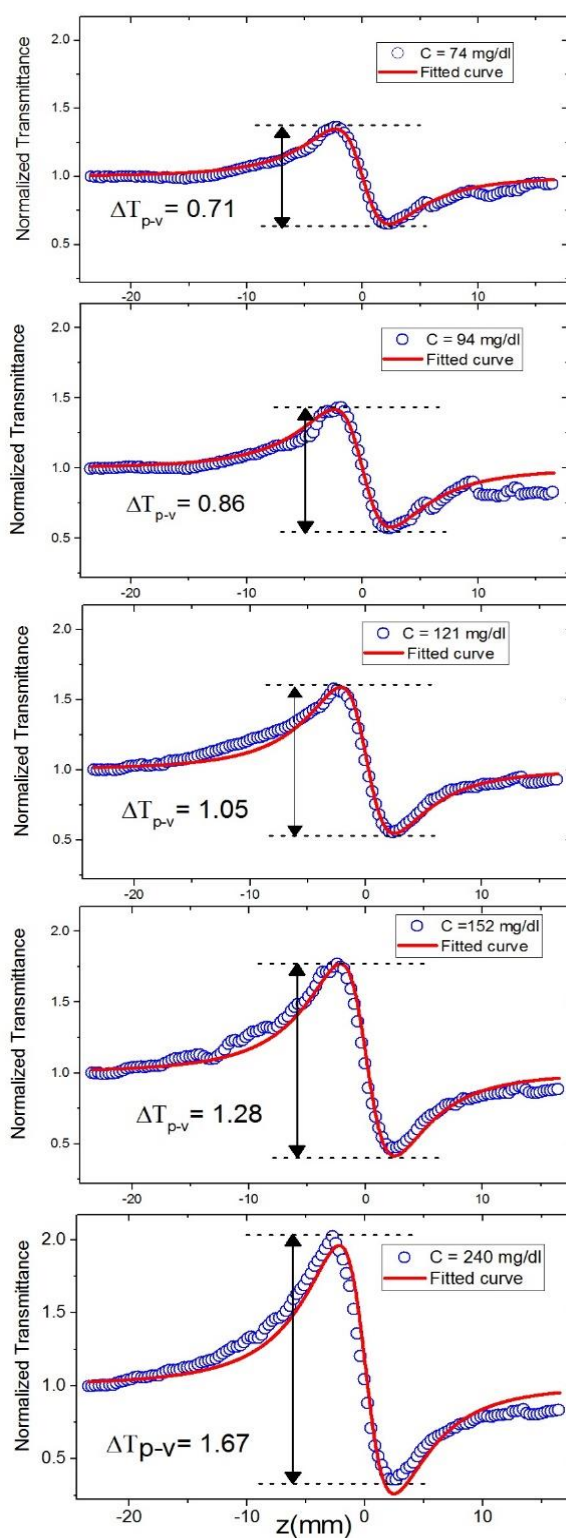 2.0
C = 74 mg/dl
Fitted curve
1.5
1.0
ΔTp-v = 0.71
0.5
Normalized Transmittance
-20 -10 0 10
2.0
C = 94 mg/dl
Fitted curve
1.5
1.0
ΔTp-v = 0.86
0.5
Normalized Transmittance
-20 -10 0 10
2.0
C = 121 mg/dl
Fitted curve
1.5
1.0
ΔTp-v = 1.05
0.5
Normalized Transmittance
-20 -10 0 10
2.0
C =152 mg/dl
Fitted curve
1.5
1.0
ΔTp-v = 1.28
0.5
Normalized Transmittance
-20 -10 0 10
2.0
C = 240 mg/dl
Fitted curve
1.5
1.0
ΔTp-v = 1.67
0.5
Normalized Transmittance
-20 -10 0 10
z(mm)